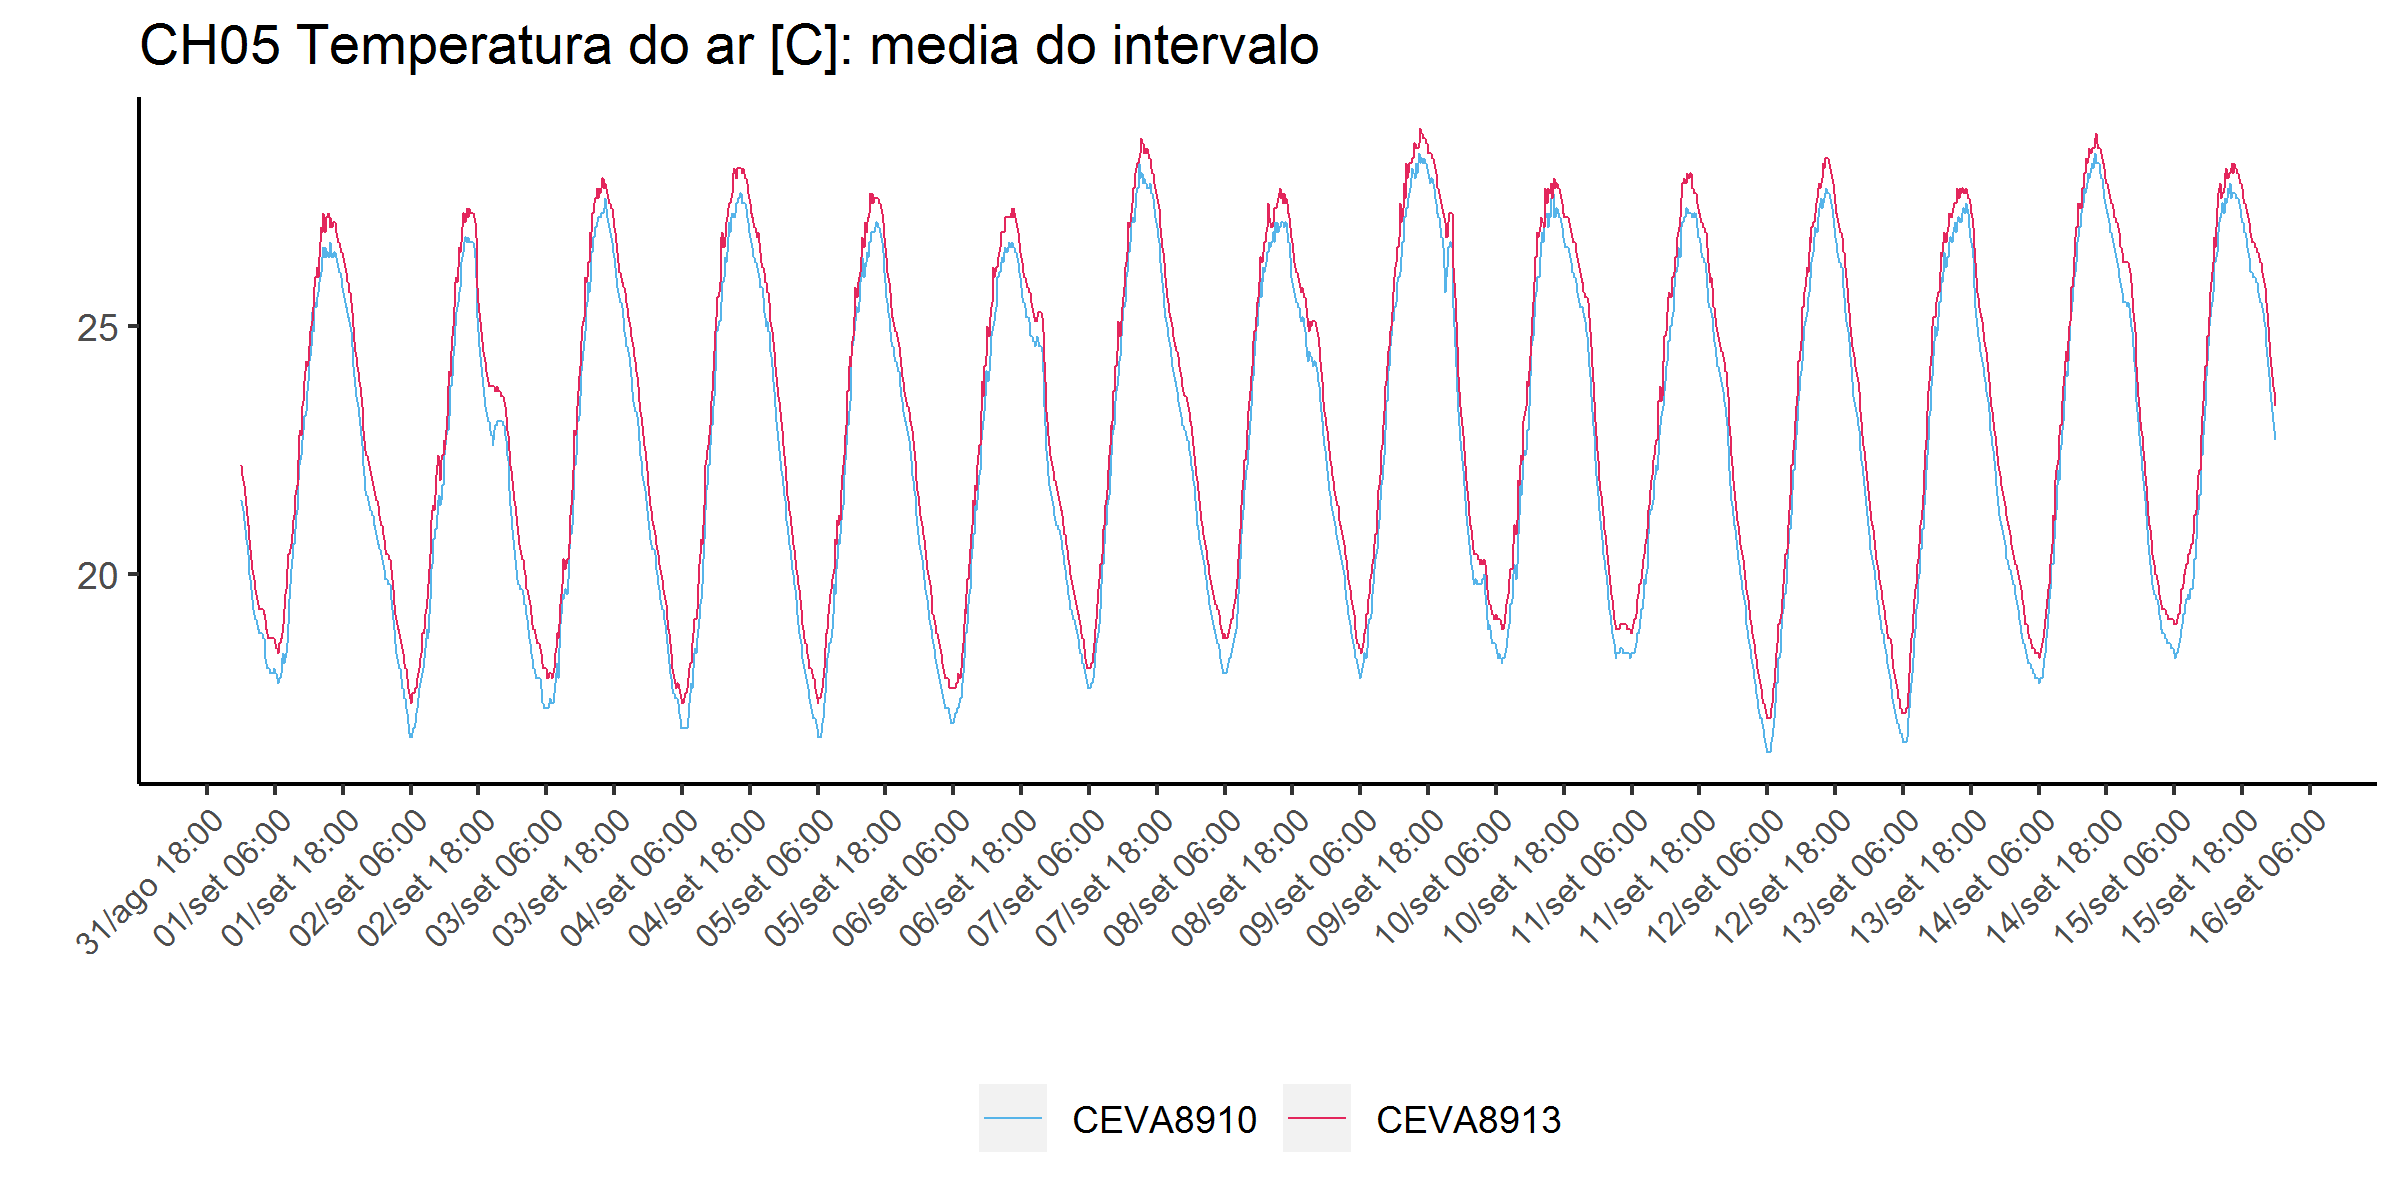 CH05 Temperatura do ar [C]: media do intervalo
25
20
31/ago 18:00
01/set 06:00
01/set 18:00
02/set 06:00
02/set 18:00
03/set 06:00
03/set 18:00
04/set 06:00
04/set 18:00
05/set 06:00
05/set 18:00
06/set 06:00
06/set 18:00
07/set 06:00
07/set 18:00
08/set 06:00
08/set 18:00
09/set 06:00
09/set 18:00
10/set 06:00
10/set 18:00
11/set 06:00
11/set 18:00
12/set 06:00
12/set 18:00
13/set 06:00
13/set 18:00
14/set 06:00
14/set 18:00
15/set 06:00
15/set 18:00
16/set 06:00
CEVA8910
CEVA8913